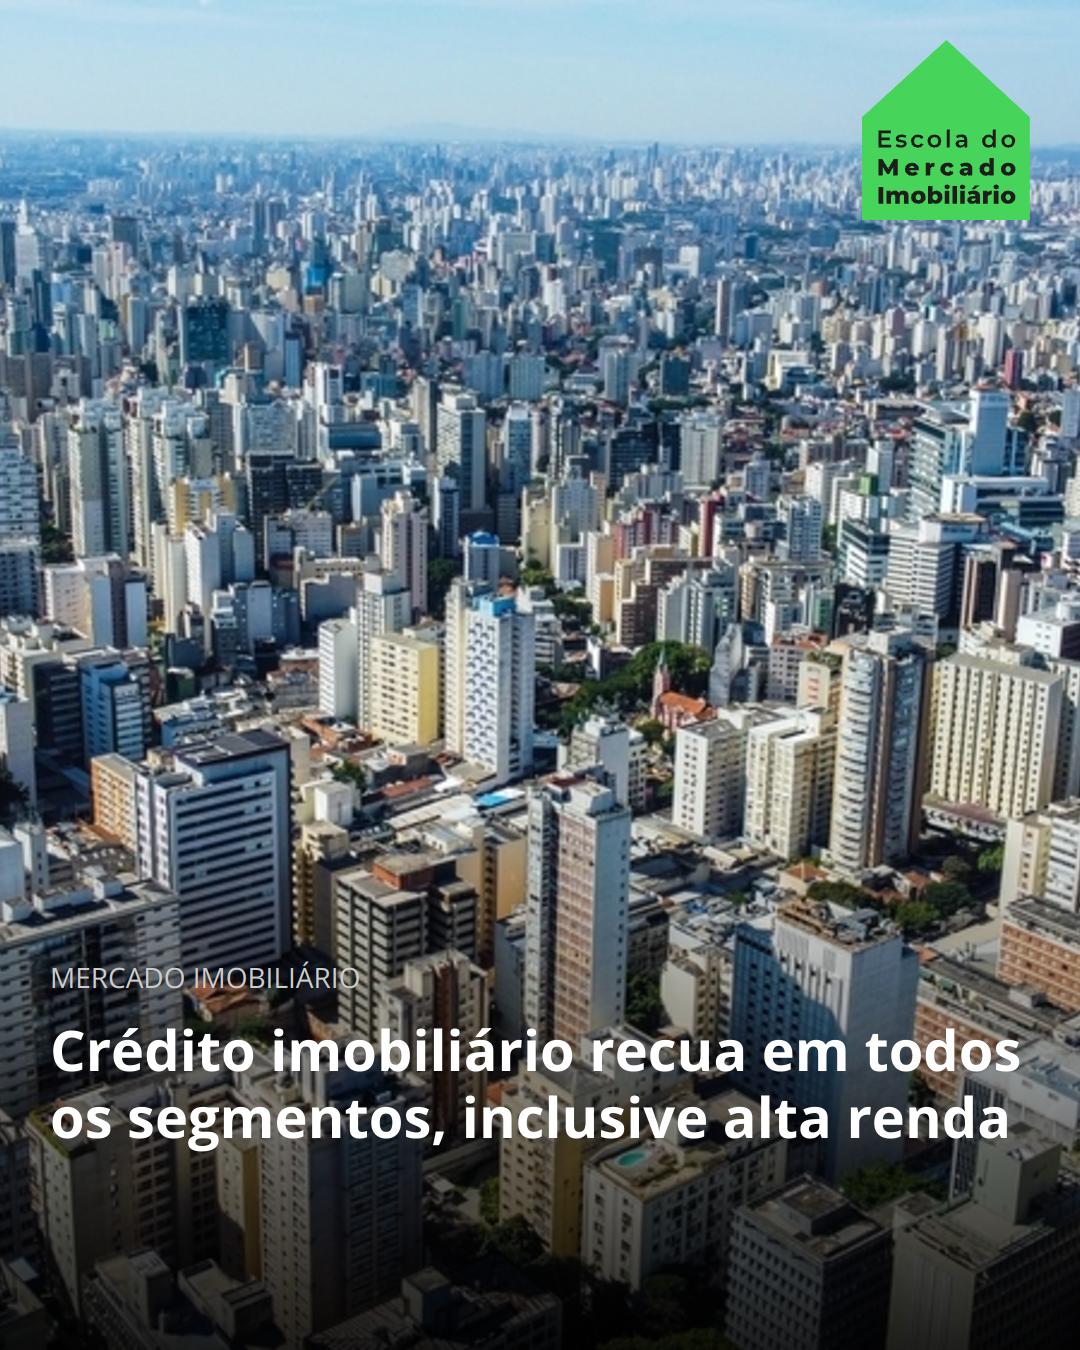 Escola do
Mercado
Imobiliário
MERCADO IMOBILIÁRIO
Crédito imobiliário recua em todos
os segmentos, inclusive alta renda